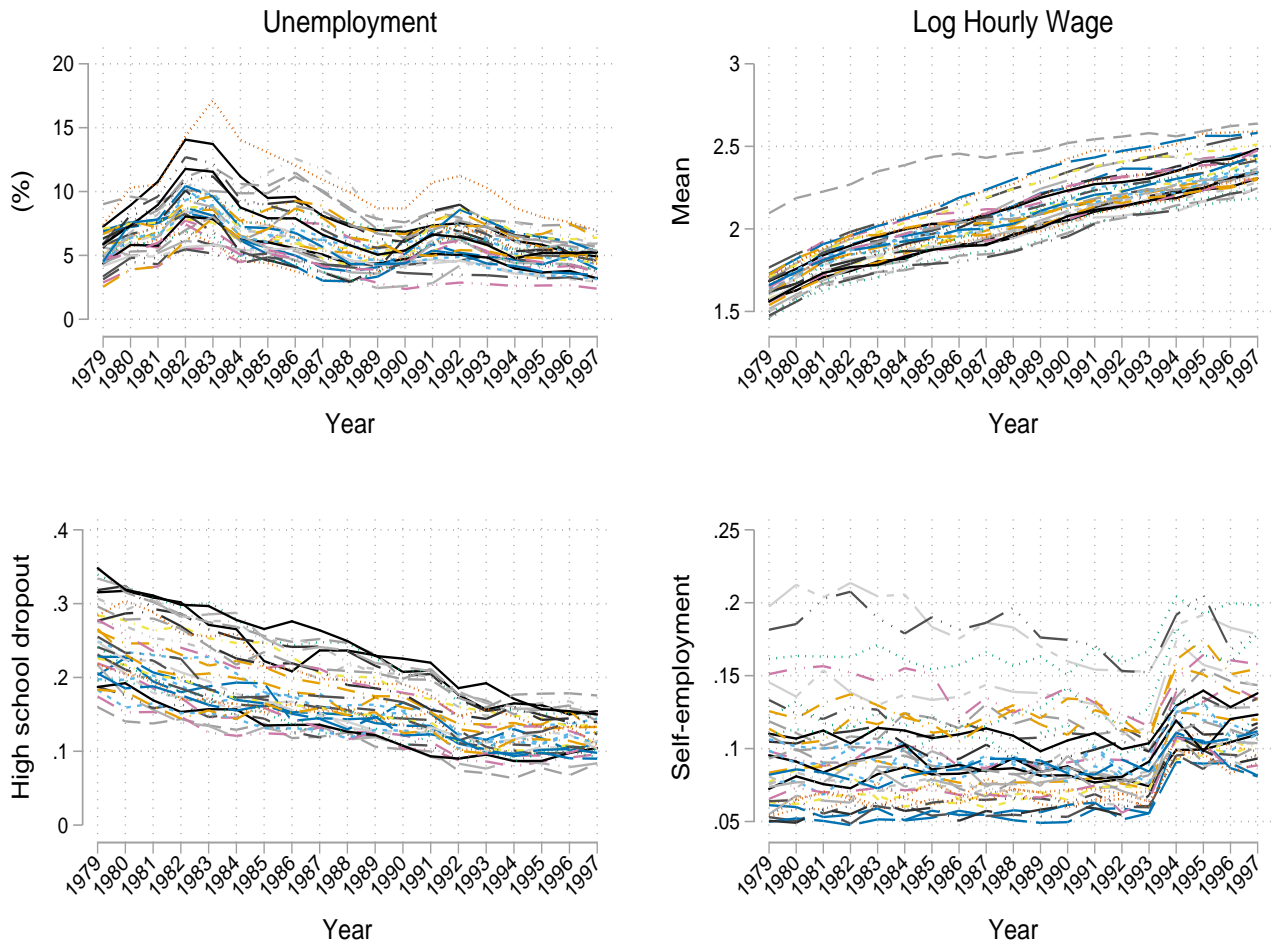 Unemployment
(%)
20
15
10
5
0
1979 1980 1981 1982 1983 1984 1985 1986 1987 1988 1989 1990 1991 1992 1993 1994 1995 1996 1997
Year
Log Hourly Wage
Mean
3
2.5
2
1.5
1979 1980 1981 1982 1983 1984 1985 1986 1987 1988 1989 1990 1991 1992 1993 1994 1995 1996 1997
Year
High school dropout
.4
.3
.2
.1
0
1979 1980 1981 1982 1983 1984 1985 1986 1987 1988 1989 1990 1991 1992 1993 1994 1995 1996 1997
Year
Self-employment
.25
.2
.15
.1
.05
1979 1980 1981 1982 1983 1984 1985 1986 1987 1988 1989 1990 1991 1992 1993 1994 1995 1996 1997
Year